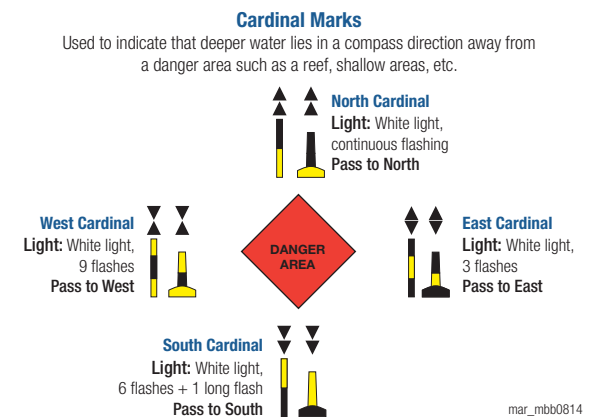 Cardinal Marks
Used to indicate that deeper water lies in a compass direction away from
a danger area such as a reef, shallow areas, etc.
North Cardinal
Light: White light,
continuous flashing
Pass to North
West Cardinal
Light: White light,
9 flashes
Pass to West
DANGER
AREA
East Cardinal
Light: White light,
3 flashes
Pass to East
South Cardinal
Light: White light,
6 flashes + 1 long flash
Pass to South
mar_mbb0814